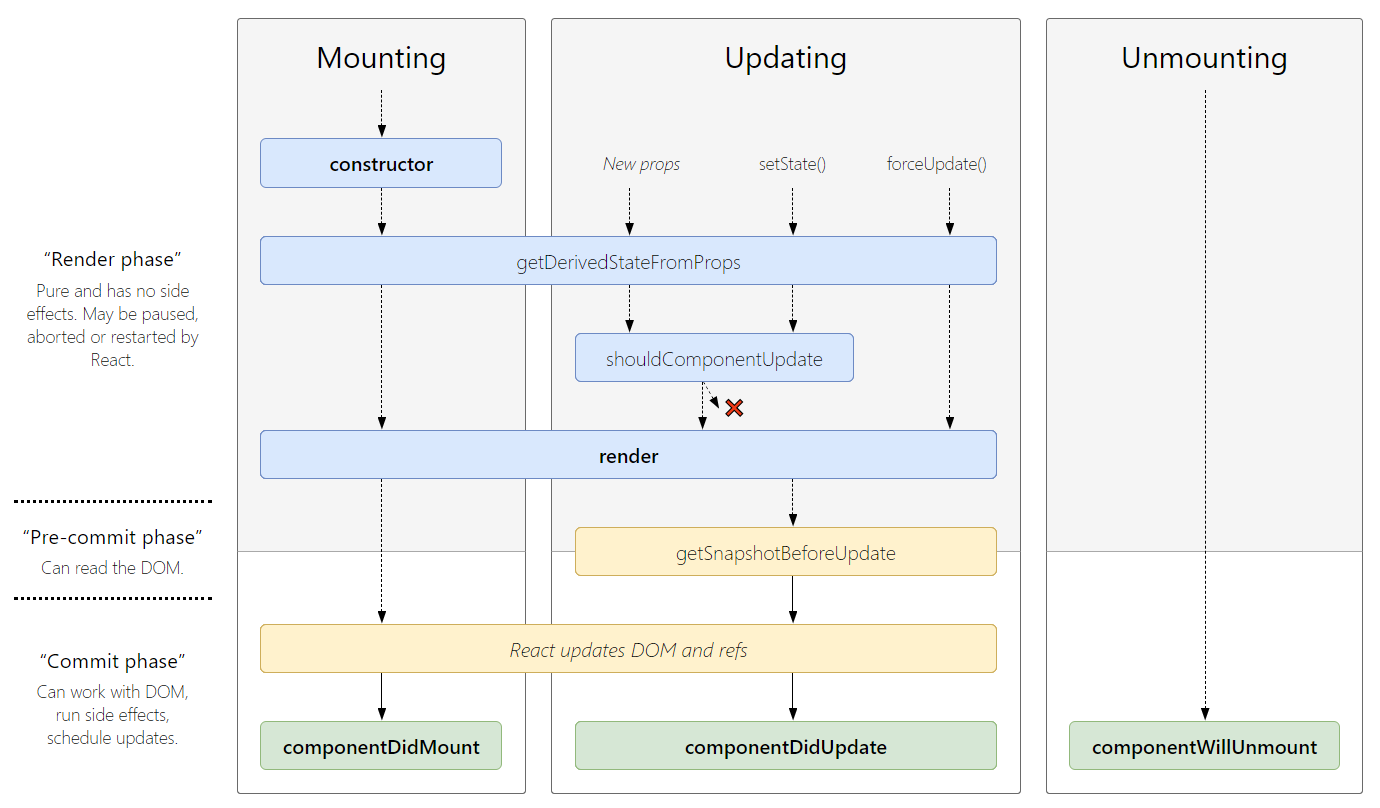 Mounting
Updating
Unmounting
constructor
New props
setState()
forceUpdate()
“Render phase”
Pure and has no side
effects. May be paused,
aborted or restarted by
React.
getDerivedStateFromProps
shouldComponentUpdate
render
“Pre-commit phase”
Can read the DOM.
getSnapshotBeforeUpdate
“Commit phase”
Can work with DOM,
run side effects,
schedule updates.
React updates DOM and refs
componentDidMount
componentDidUpdate
componentWillUnmount